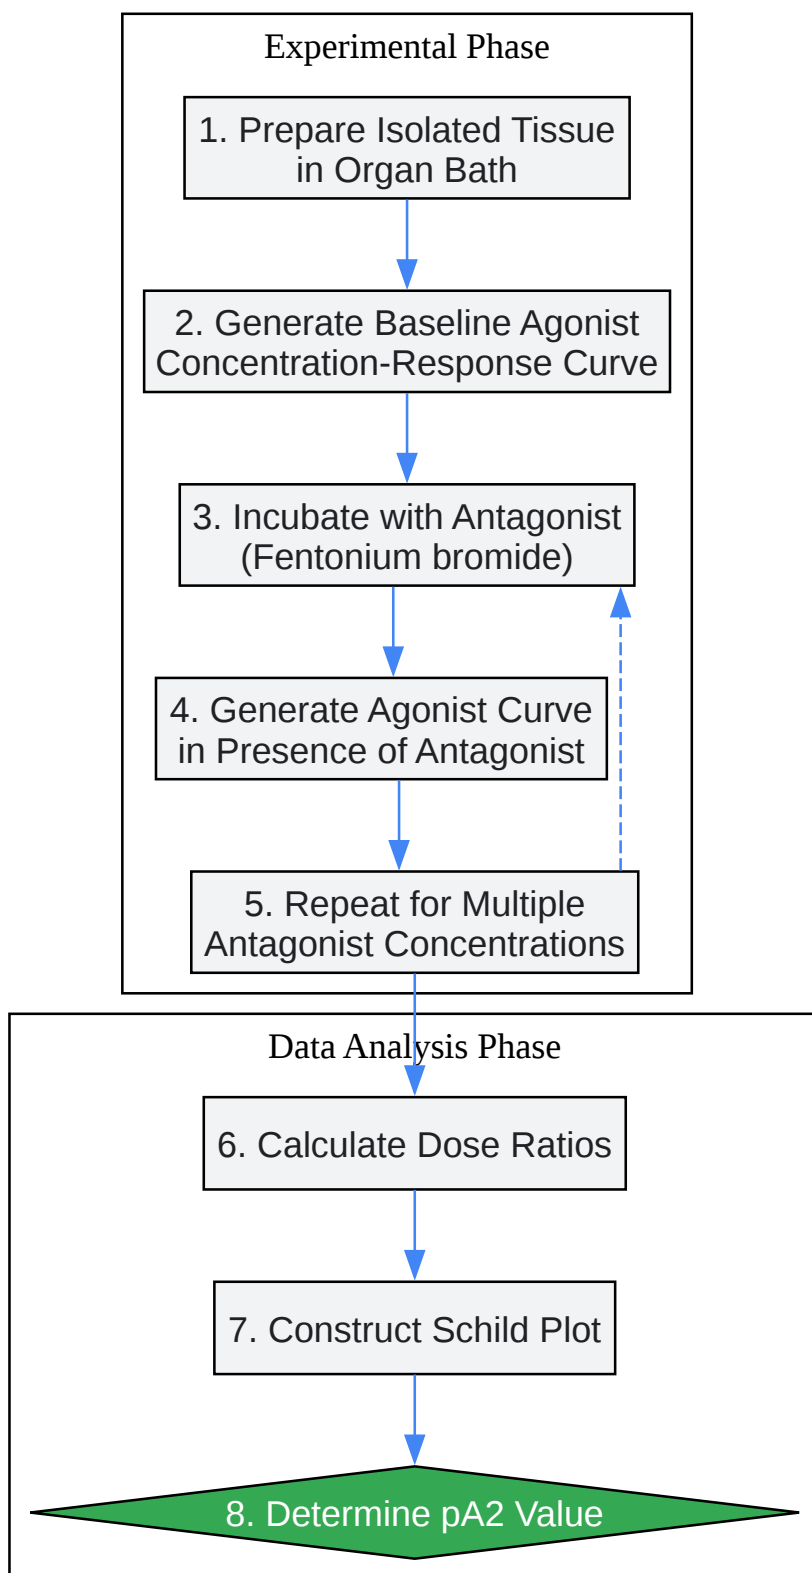 Experimental Phase
1. Prepare Isolated Tissue
in Organ Bath
2. Generate Baseline Agonist
Concentration-Response Curve
3. Incubate with Antagonist
(Fentonium bromide)
4. Generate Agonist Curve
in Presence of Antagonist
5. Repeat for Multiple
Antagonist Concentrations
Data Analysis Phase
6. Calculate Dose Ratios
7. Construct Schild Plot
8. Determine pA2 Value